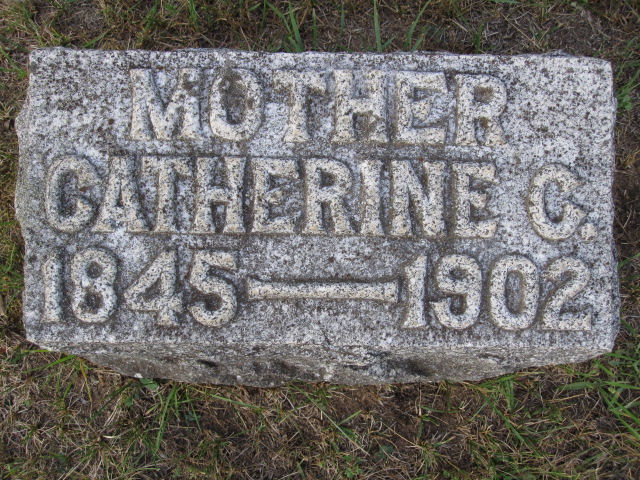 MOTHER
CATHERINE C.
1845—1902